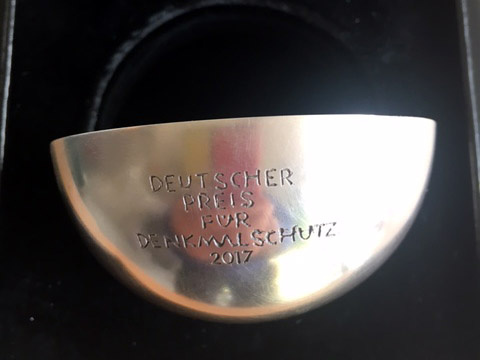 DEUTSCHER
PREIS
FÜR
DENKMALSCHUTZ
2017